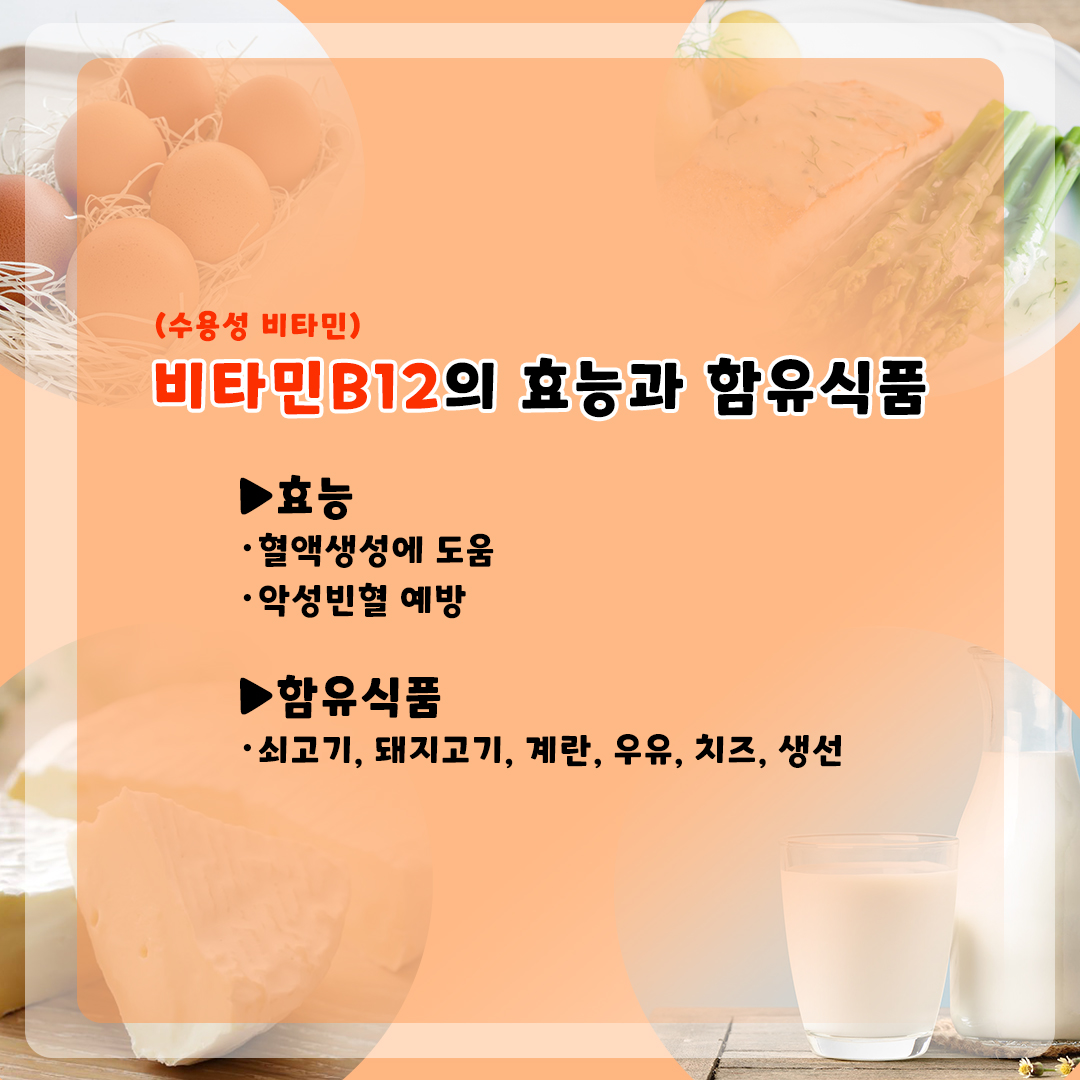 (수용성 비타민)
비타민B12의 효능과 함유식품
▶효능
·혈액생성에 도움
·악성빈혈 예방
▶함유식품
·쇠고기, 돼지고기, 계란, 우유, 치즈, 생선